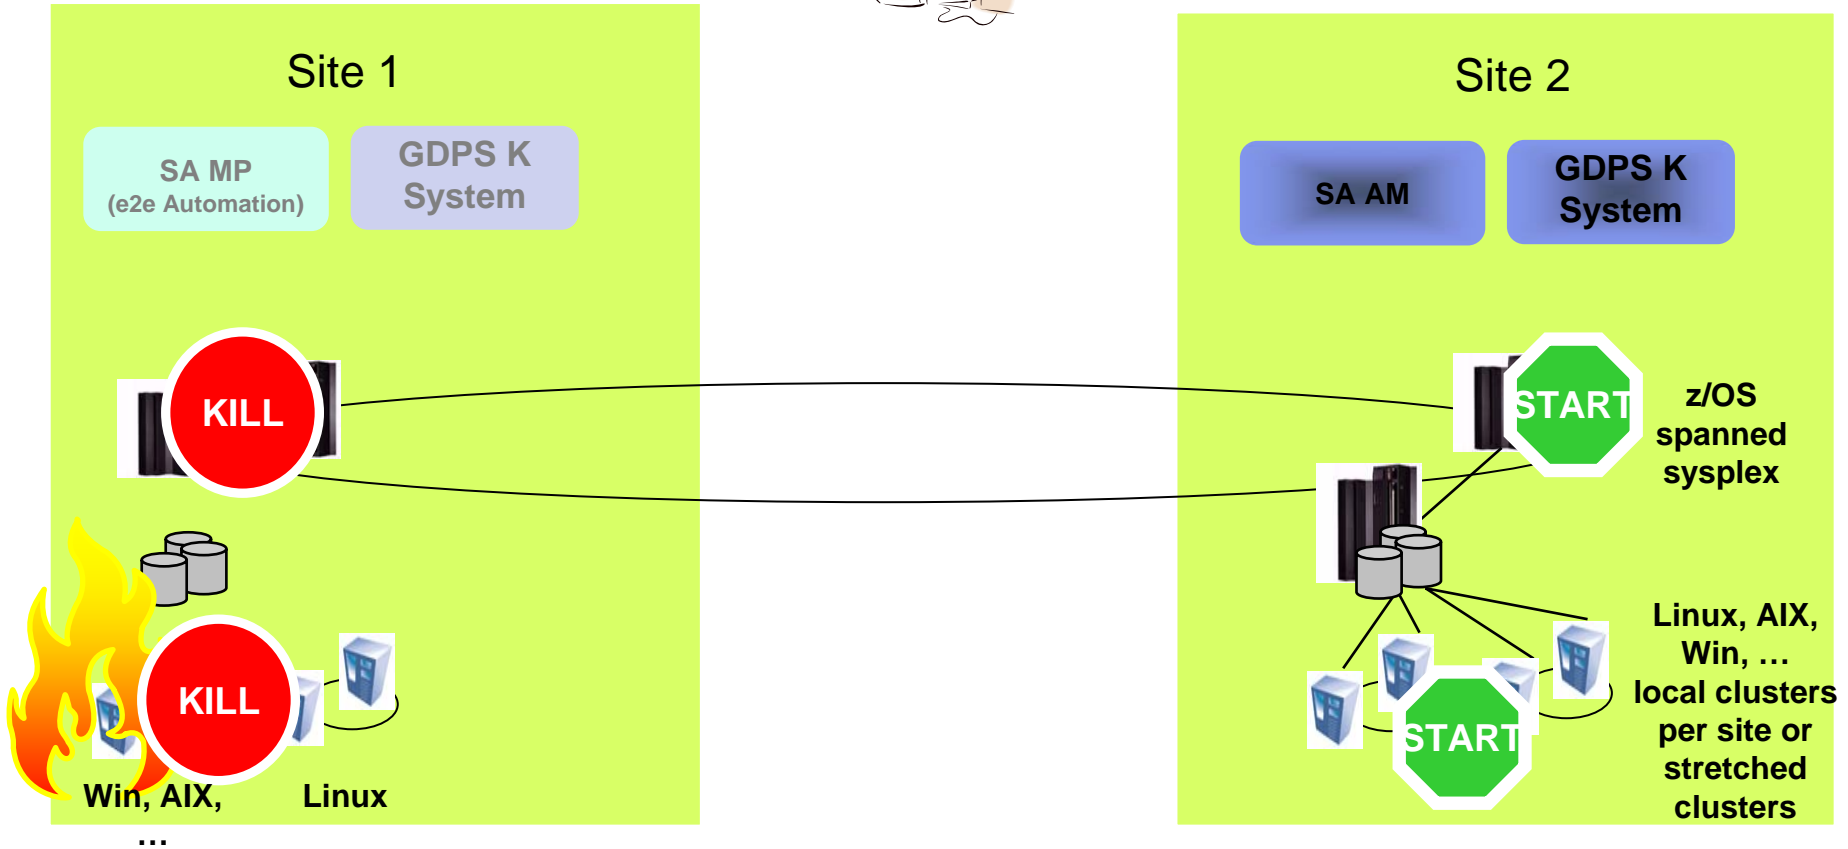 Site 1
SA MP
(e2e Automation)
GDPS K
System
KILL
KILL
Win, AIX,
...
Linux
Site 2
SA AM
GDPS K
System
START
z/OS
spanned
sysplex
START
Linux, AIX,
Win, …
local clusters
per site or
stretched
clusters